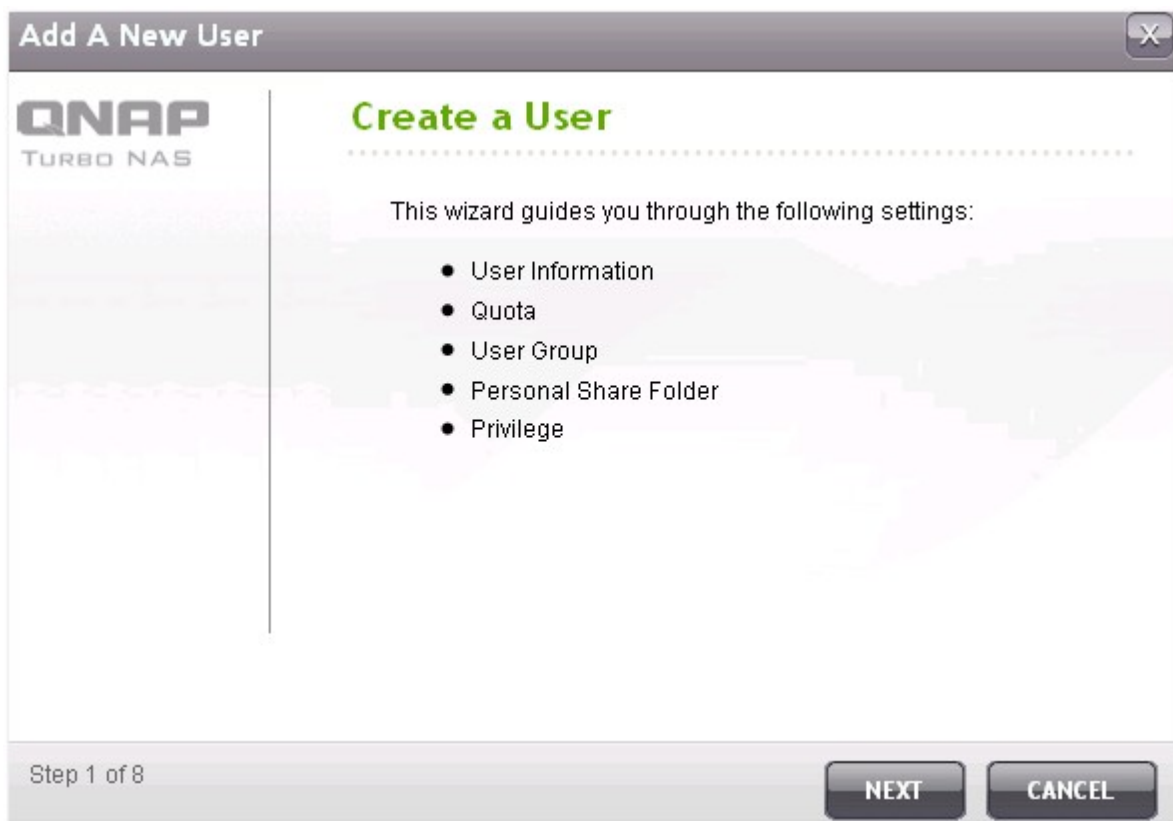 Add A New User
X
QNAP
TURBO NAS
Create a User
This wizard guides you through the following settings:
User Information
Quota
User Group
Personal Share Folder
Privilege
Step 1 of 8
NEXT
CANCEL